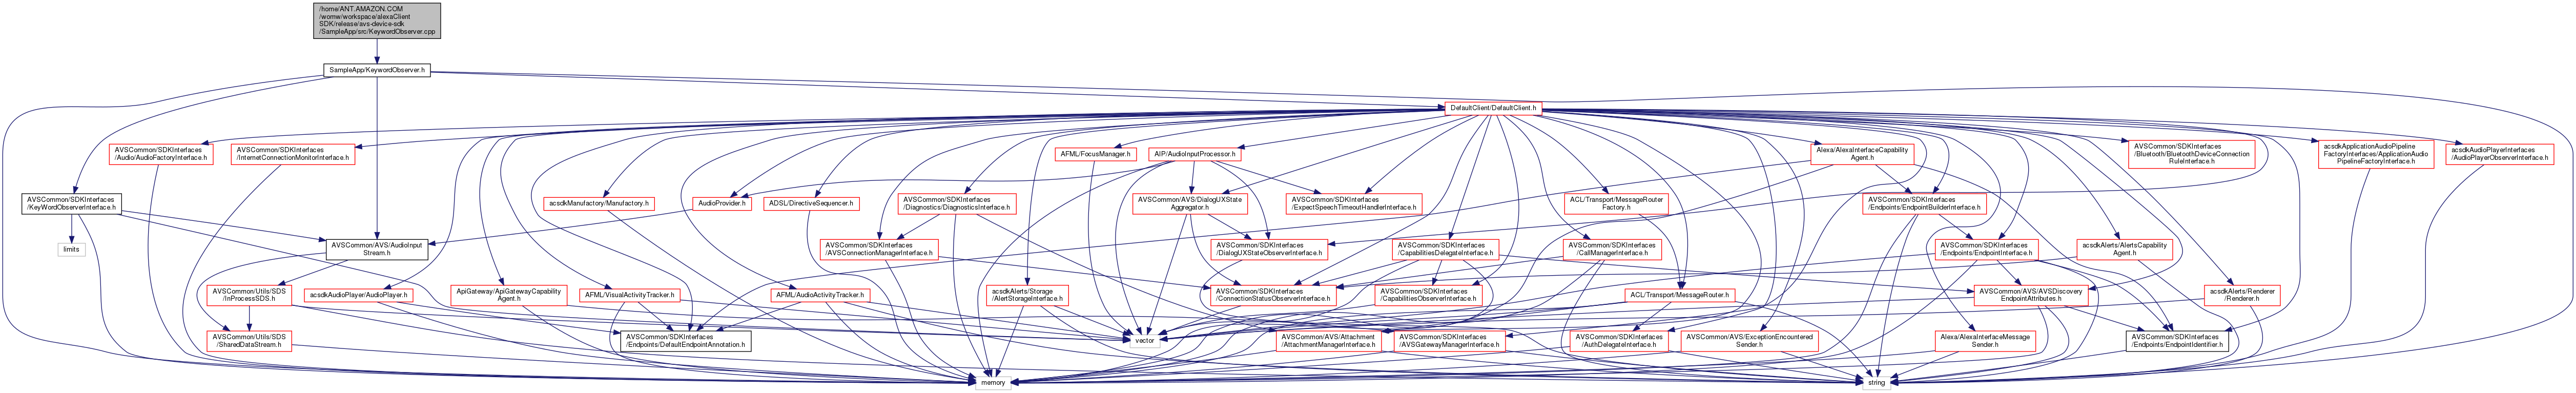 /home/ANT.AMAZON.COM
/womw/workspace/alexaClient
SDK/release/avs-device-sdk
/SampleApp/src/KeywordObserver.cpp
SampleApp/KeywordObserver.h
DefaultClient/DefaultClient.h
AVSCommon/SDKInterfaces
/Audio/AudioFactoryInterface.h
AVSCommon/SDKInterfaces
/InternetConnectionMonitorInterface.h
AFML/FocusManager.h
AIP/AudioInputProcessor.h
Alexa/AlexaInterfaceCapability
Agent.h
AVSCommon/SDKInterfaces
/Bluetooth/BluetoothDeviceConnection
RuleInterface.h
acsdkApplicationAudioPipeline
FactoryInterfaces/ApplicationAudio
PipelineFactoryInterface.h
acsdkAudioPlayerInterfaces
/AudioPlayerObserverInterface.h
AVSCommon/SDKInterfaces
/KeyWordObserverInterface.h
acsdkManufactory/Manufactory.h
AudioProvider.h
ADSL/DirectiveSequencer.h
AVSCommon/SDKInterfaces
/Diagnostics/DiagnosticsInterface.h
AVSCommon/AVS/DialogUXState
Aggregator.h
AVSCommon/SDKInterfaces
/ExpectSpeechTimeoutHandlerInterface.h
ACL/Transport/MessageRouter
Factory.h
AVSCommon/SDKInterfaces
/Endpoints/EndpointBuilderInterface.h
limits
AVSCommon/AVS/AudioInput
Stream.h
AVSCommon/SDKInterfaces
/AVSConnectionManagerInterface.h
AVSCommon/SDKInterfaces
/DialogUXStateObserverInterface.h
AVSCommon/SDKInterfaces
/CapabilitiesDelegateInterface.h
AVSCommon/SDKInterfaces
/CallManagerInterface.h
AVSCommon/SDKInterfaces
/Endpoints/EndpointInterface.h
acsdkAlerts/AlertsCapability
Agent.h
AVSCommon/Utils/SDS
/InProcessSDS.h
acsdkAudioPlayer/AudioPlayer.h
ApiGateway/ApiGatewayCapability
Agent.h
AFML/VisualActivityTracker.h
AFML/AudioActivityTracker.h
acsdkAlerts/Storage
/AlertStorageInterface.h
AVSCommon/SDKInterfaces
/ConnectionStatusObserverInterface.h
AVSCommon/SDKInterfaces
/CapabilitiesObserverInterface.h
ACL/Transport/MessageRouter.h
AVSCommon/AVS/AVSDiscovery
EndpointAttributes.h
acsdkAlerts/Renderer
/Renderer.h
AVSCommon/Utils/SDS
/SharedDataStream.h
AVSCommon/SDKInterfaces
/Endpoints/DefaultEndpointAnnotation.h
vector
AVSCommon/AVS/Attachment
/AttachmentManagerInterface.h
AVSCommon/SDKInterfaces
/AVSGatewayManagerInterface.h
AVSCommon/SDKInterfaces
/AuthDelegateInterface.h
AVSCommon/AVS/ExceptionEncountered
Sender.h
Alexa/AlexaInterfaceMessage
Sender.h
AVSCommon/SDKInterfaces
/Endpoints/EndpointIdentifier.h
memory
string